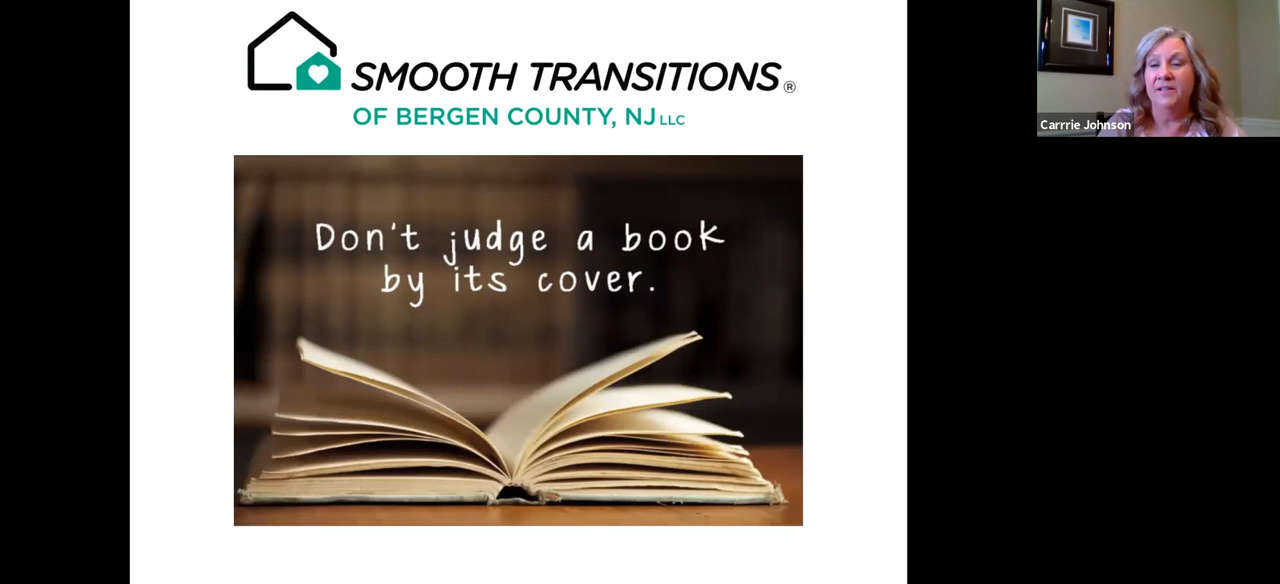 SMOOTH TRANSITIONS®
OF BERGEN COUNTY, NJ LLC
Carrrie Johnson
Don't judge a book
by its cover.